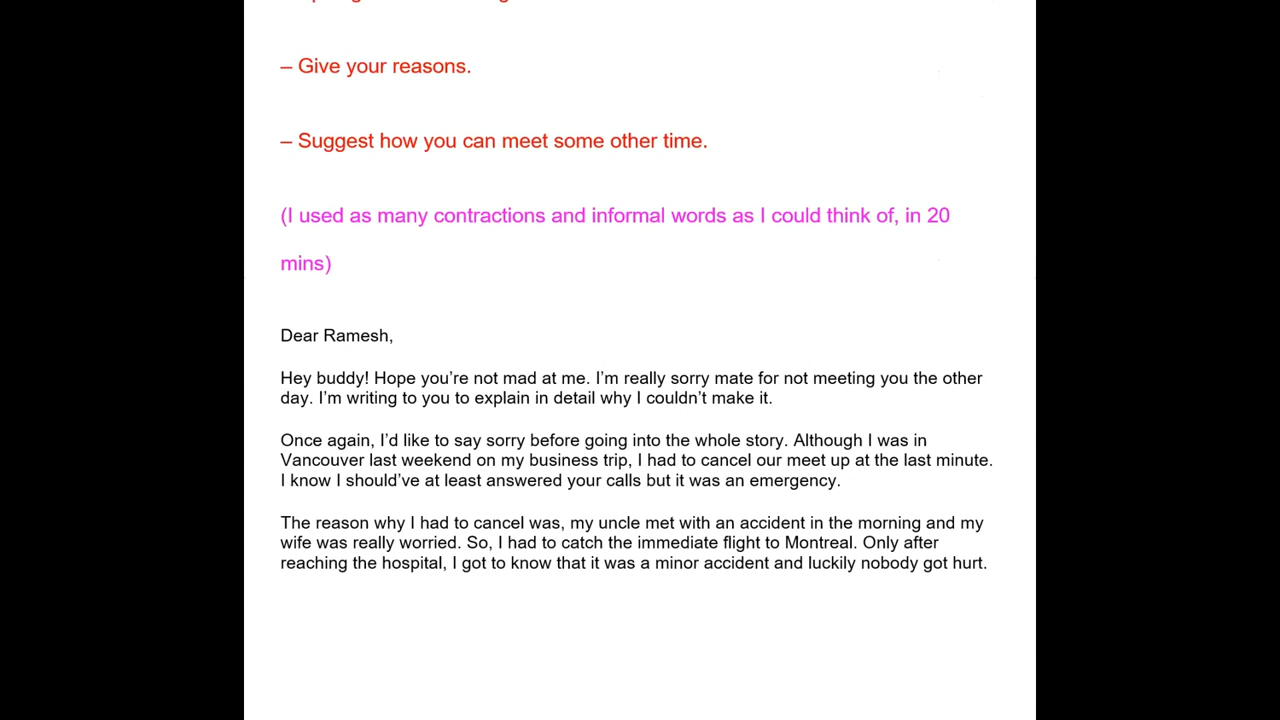 – Give your reasons.
– Suggest how you can meet some other time.
(I used as many contractions and informal words as I could think of, in 20
mins)
Dear Ramesh,
Hey buddy! Hope you’re not mad at me. I’m really sorry mate for not meeting you the other
day. I’m writing to you to explain in detail why I couldn’t make it.
Once again, I’d like to say sorry before going into the whole story. Although I was in
Vancouver last weekend on my business trip, I had to cancel our meet up at the last minute.
I know I should’ve at least answered your calls but it was an emergency.
The reason why I had to cancel was, my uncle met with an accident in the morning and my
wife was really worried. So, I had to catch the immediate flight to Montreal. Only after
reaching the hospital, I got to know that it was a minor accident and luckily nobody got hurt.